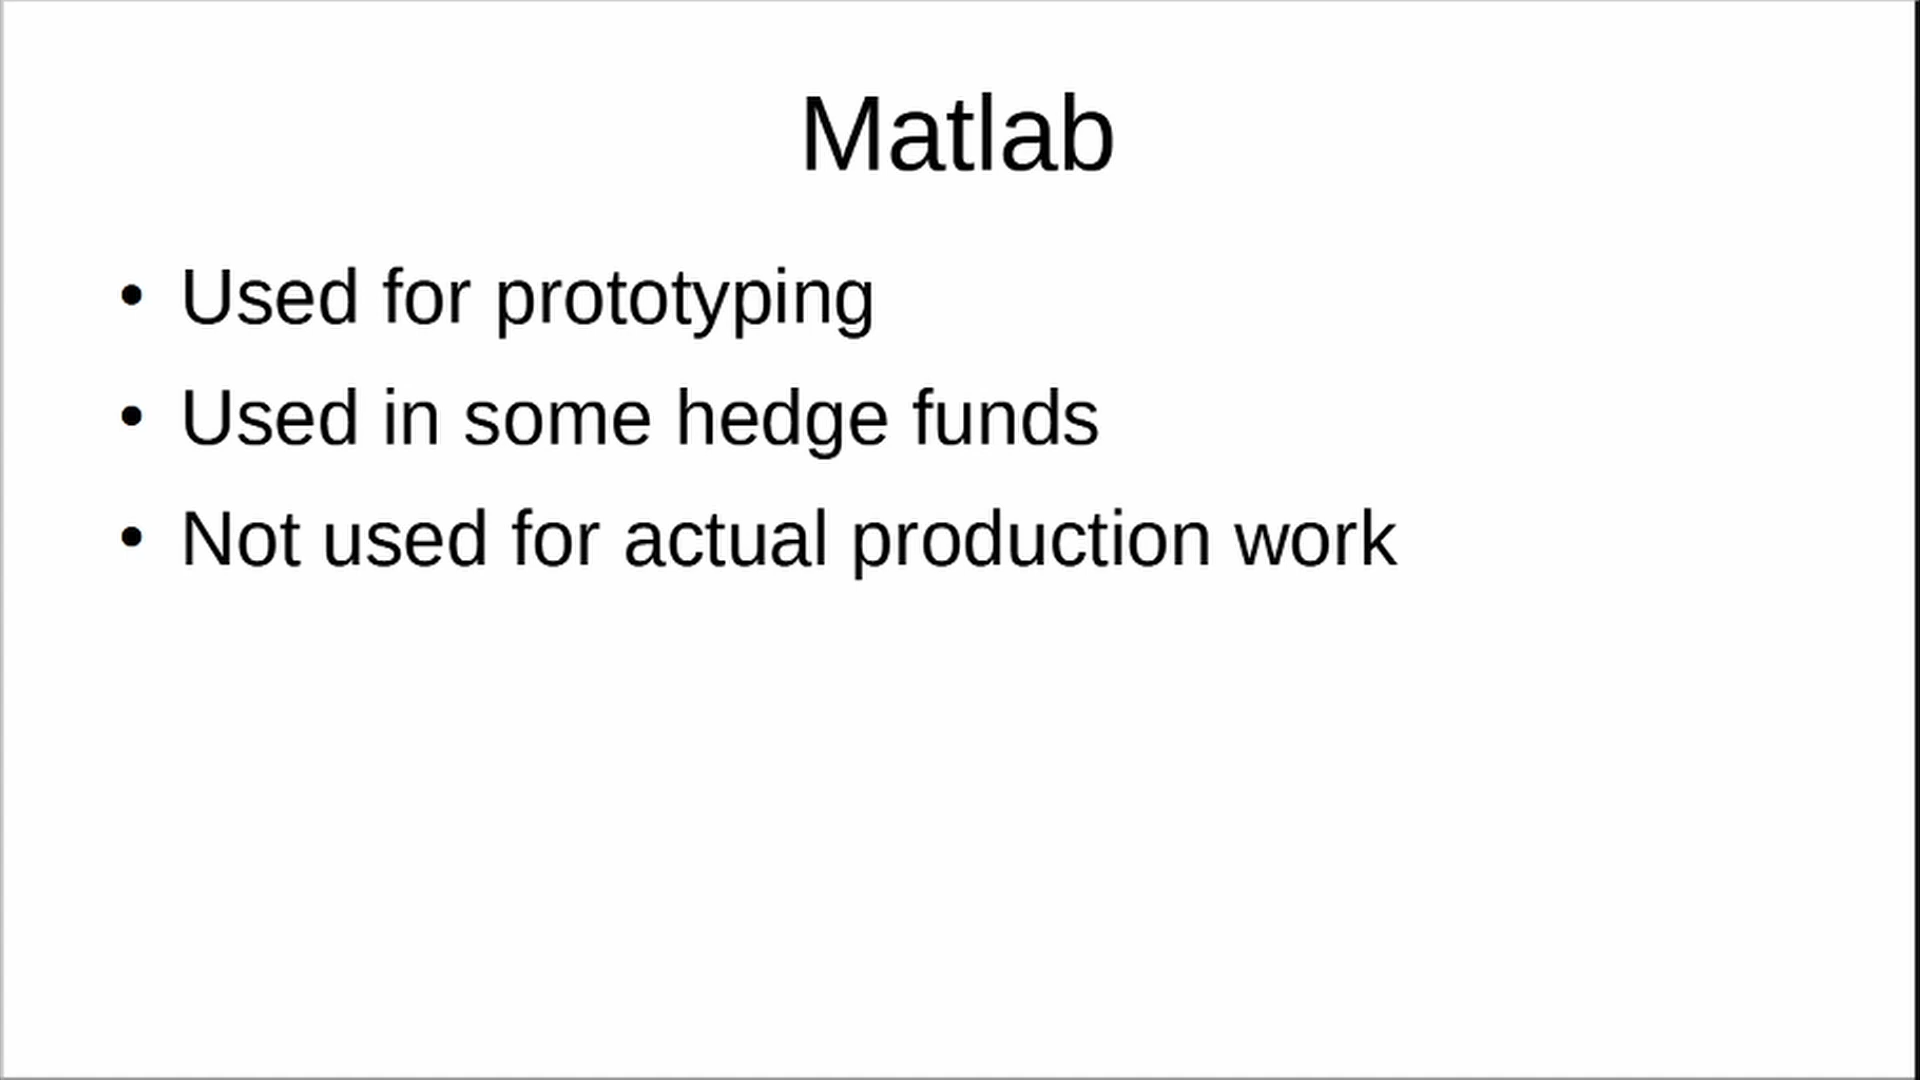 Matlab
• Used for prototyping
• Used in some hedge funds
• Not used for actual production work